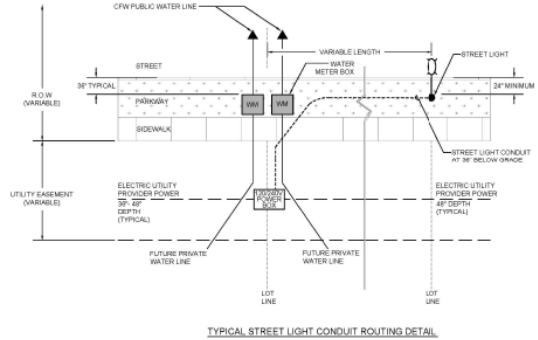 CFW PUBLIC WATER LINE
VARIABLE LENGTH
STREET
WATER
METER BOX
STREET LIGHT
36" TYPICAL
24" MINIMUM
R.O.W
(VARIABLE)
PARKWAY
WM
WM
SIDEWALK
STREET LIGHT CONDUIT
AT 36" BELOW GRADE
UTILITY EASEMENT
(VARIABLE)
ELECTRIC UTILITY
PROVIDER POWER
36"- 48"
DEPTH
(TYPICAL)
120/240V
POWER
BOX
ELECTRIC UTILITY
PROVIDER POWER
48" DEPTH
(TYPICAL)
FUTURE PRIVATE
WATER LINE
FUTURE PRIVATE
WATER LINE
LOT
LINE
LOT
LINE
TYPICAL STREET LIGHT CONDUIT ROUTING DETAIL